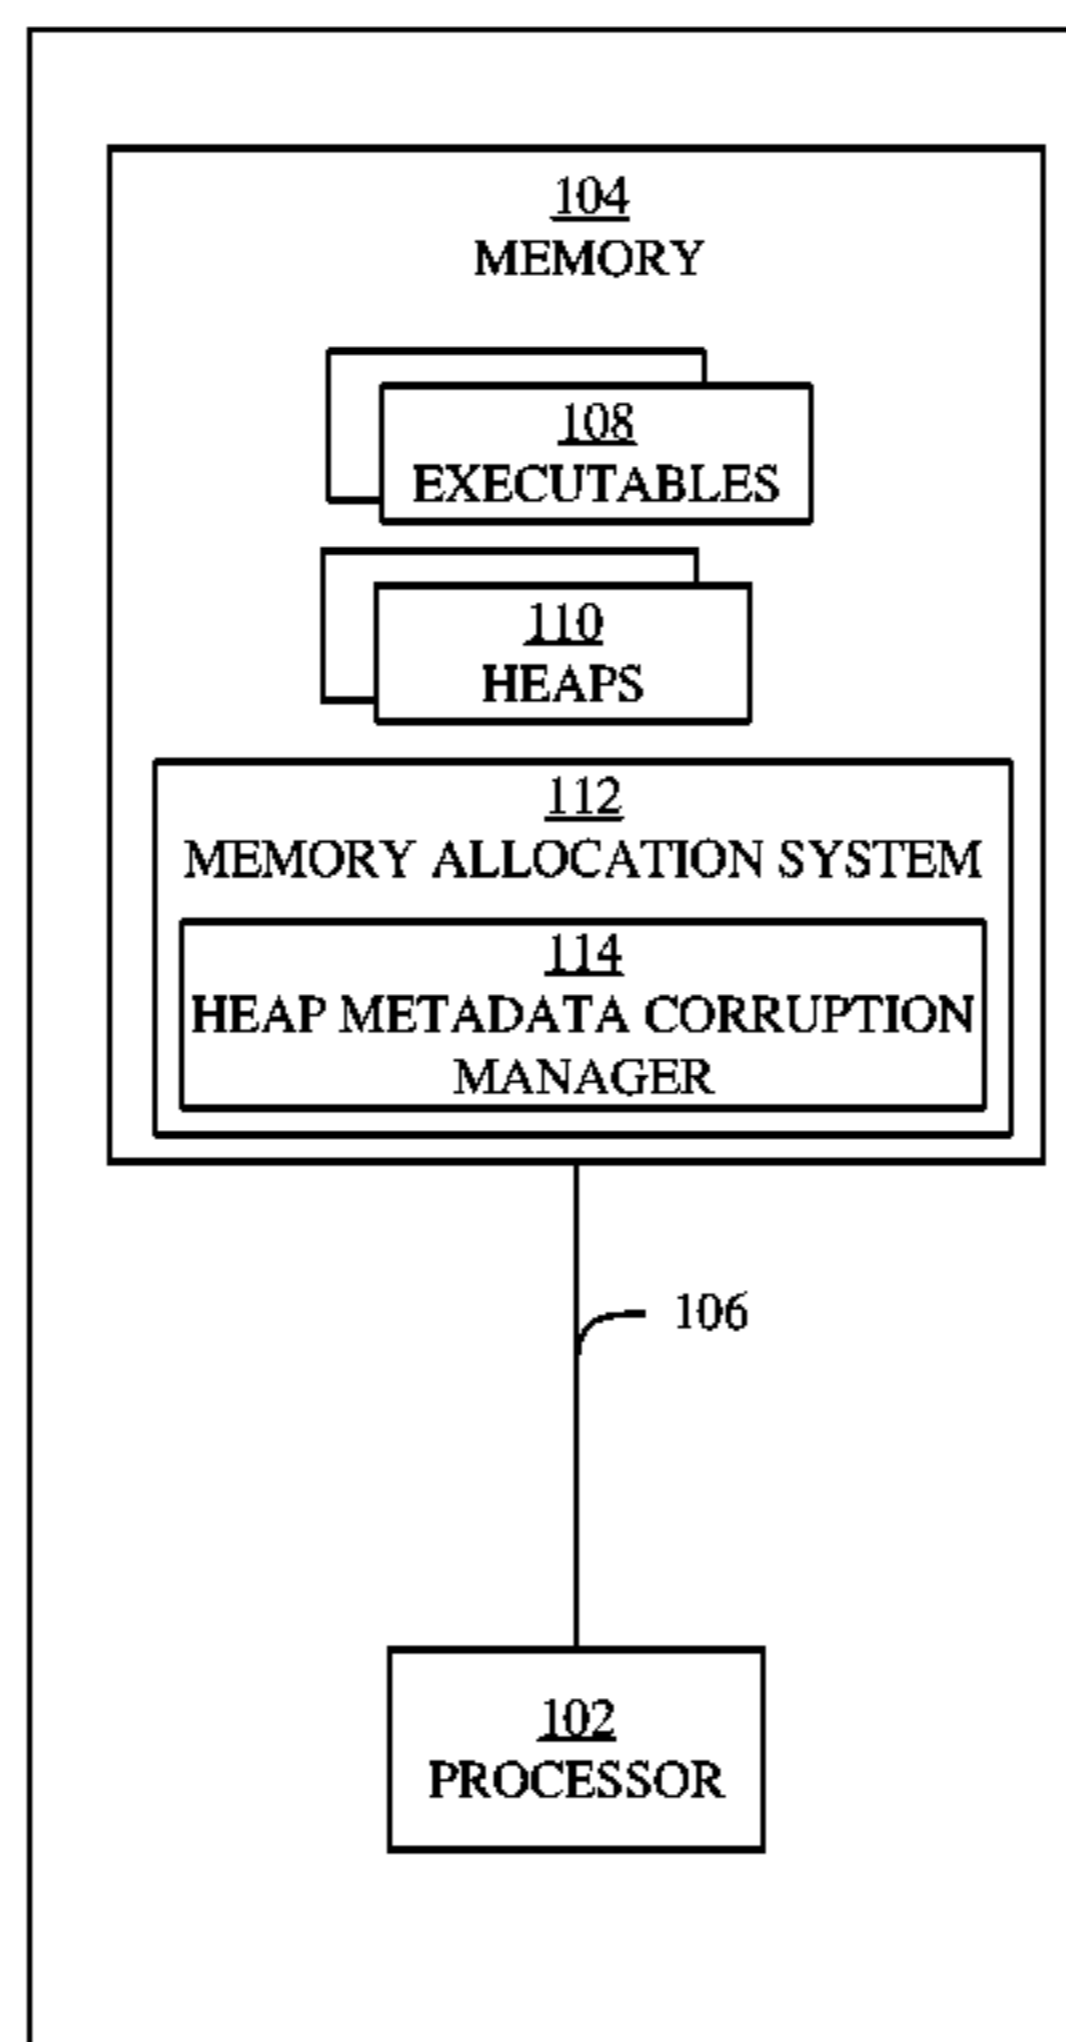 104
MEMORY
108
EXECUTABLES
110
HEAPS
112
MEMORY ALLOCATION SYSTEM
114
HEAP METADATA CORRUPTION
MANAGER
106
102
PROCESSOR